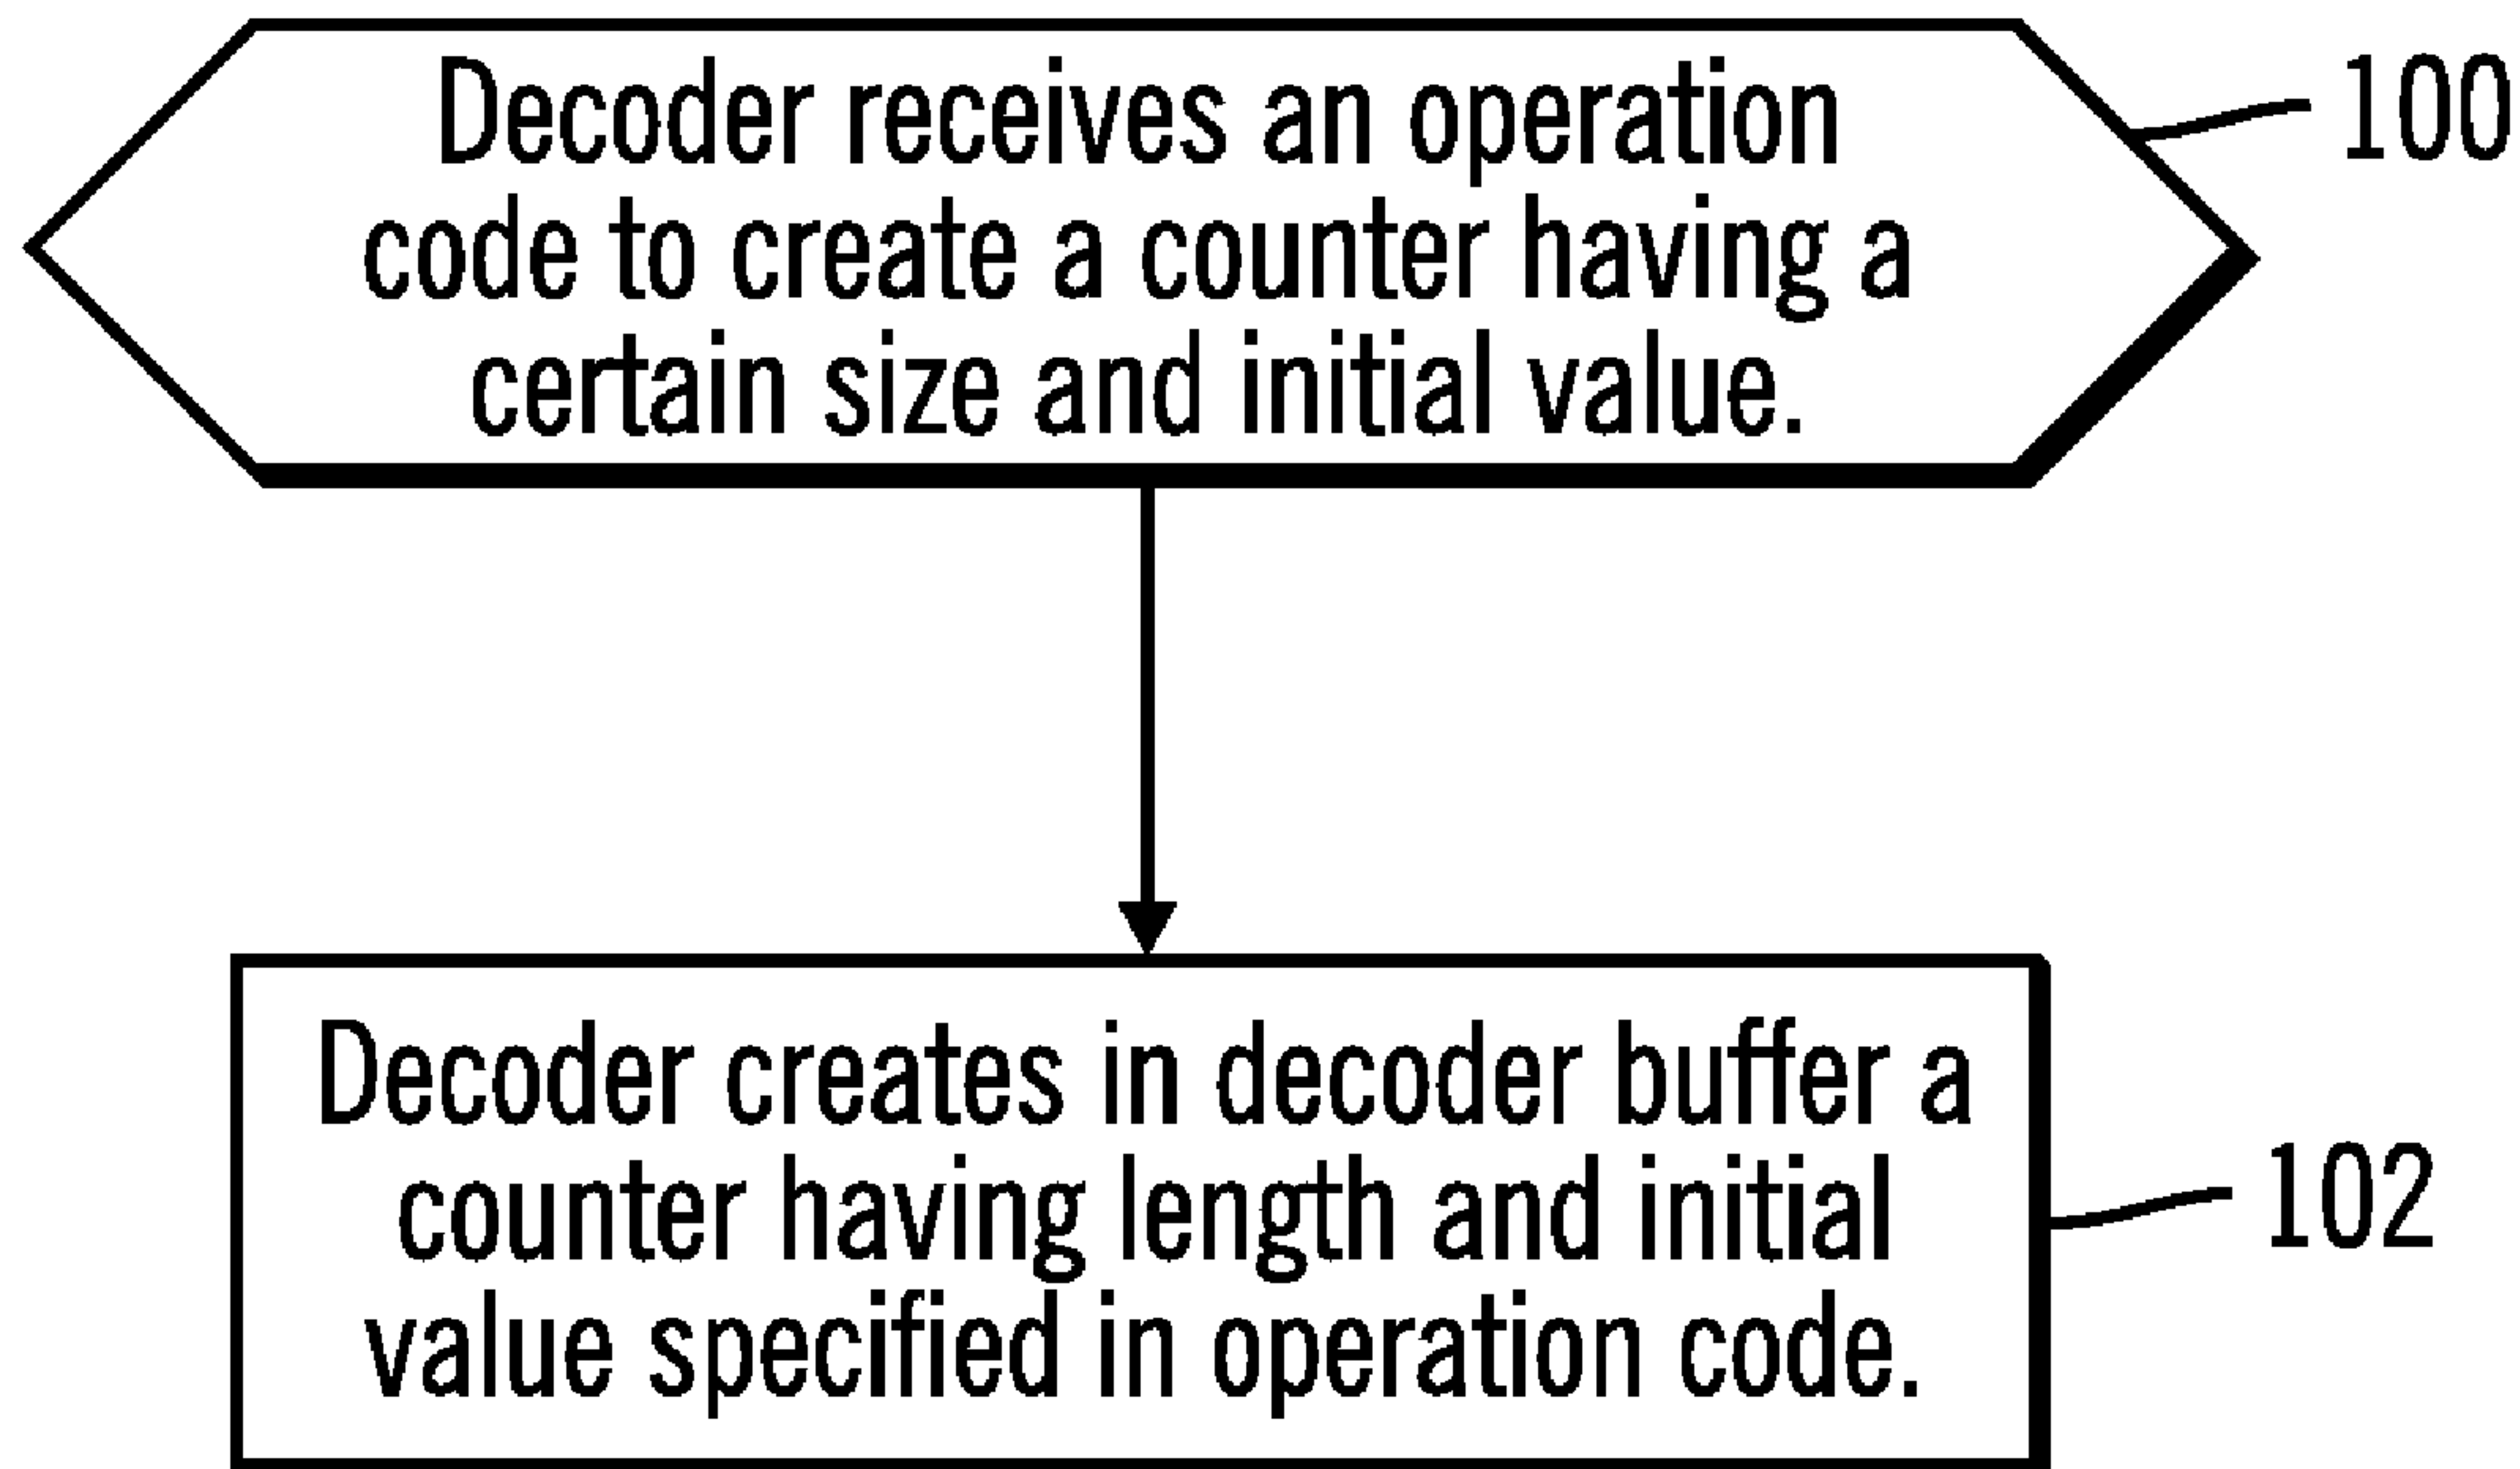 Decoder receives an operation
100
code to create a counter having a
certain size and initial value.
Decoder creates in decoder buffer a
counter having length and initial
102
value specified in operation code.